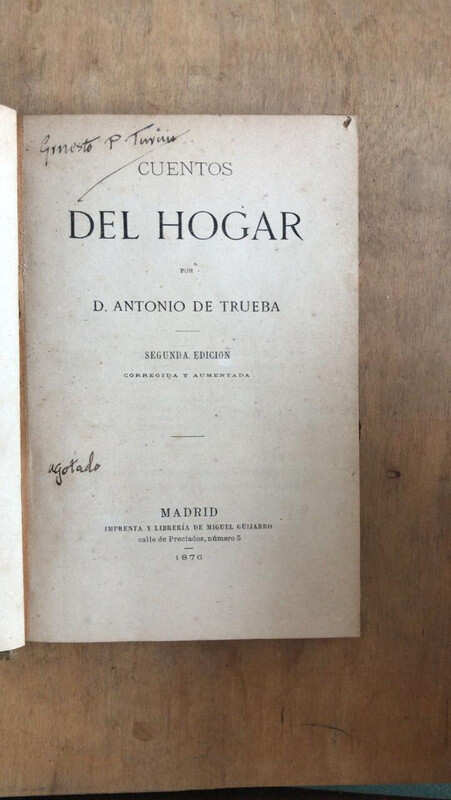 Ernesto P
CUENTOS
DEL HOGAR
POR
D. ANTONIO DE TRUEBA
SEGUNDA EDICION
CORREGIDA Y AUMENTADA
agotado
MADRID
IMPRENTA Y LIBRERÍA DE MIGUEL GUIJARRO
calle de Preciados, número 5
1876